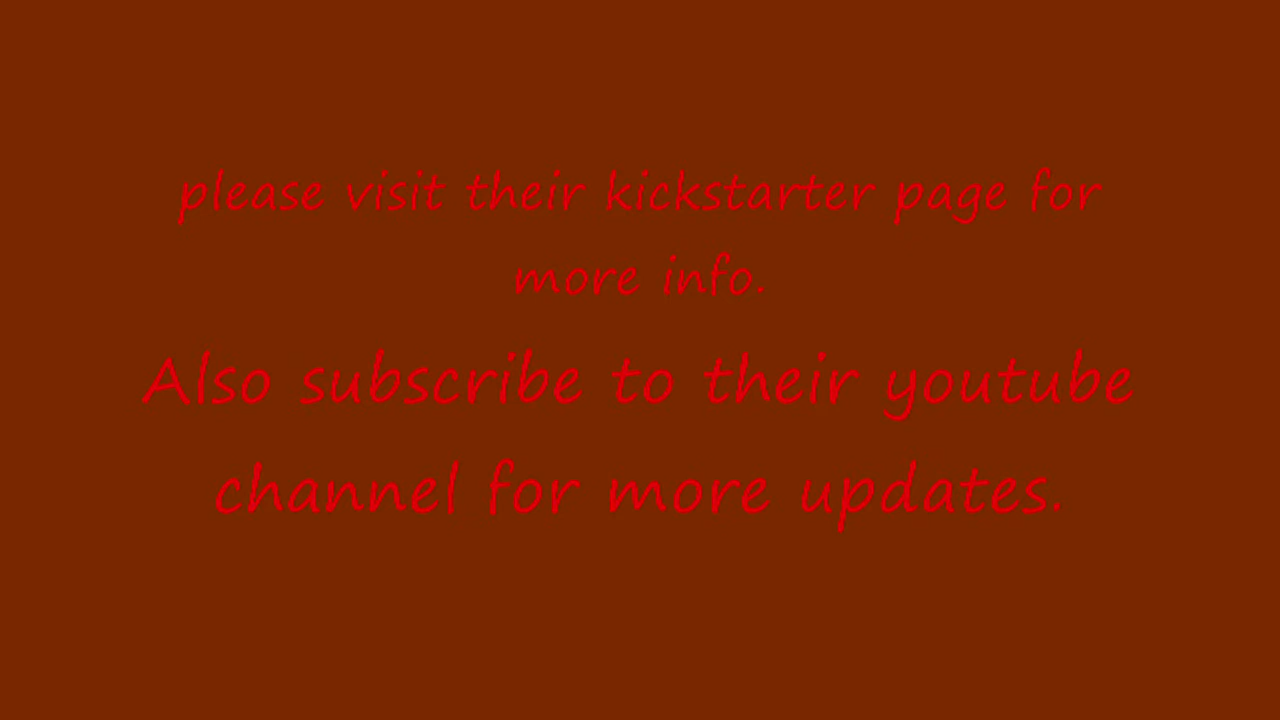 please visit their kickstarter page for
more info.
Also subscribe to their youtube
channel for more updates.